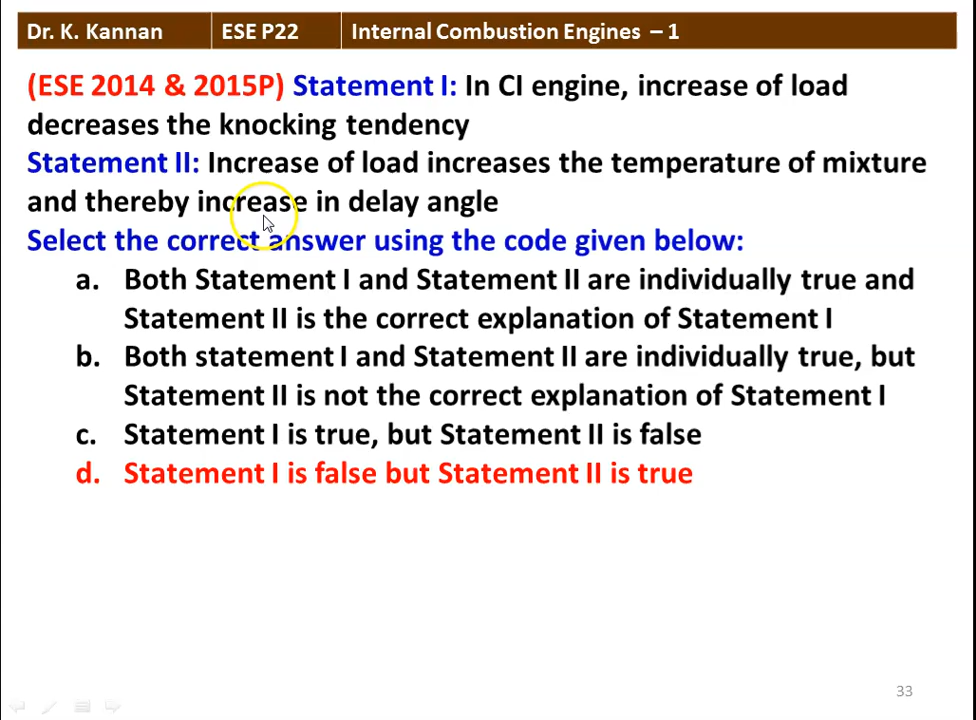 Dr. K. Kannan ESE P22 Internal Combustion Engines – 1
(ESE 2014 & 2015P) Statement I: In CI engine, increase of load
decreases the knocking tendency
Statement II: Increase of load increases the temperature of mixture
and thereby increase in delay angle
Select the correct answer using the code given below:
a. Both Statement I and Statement II are individually true and
Statement II is the correct explanation of Statement I
b. Both statement I and Statement II are individually true, but
Statement II is not the correct explanation of Statement I
c. Statement I is true, but Statement II is false
d. Statement I is false but Statement II is true
33